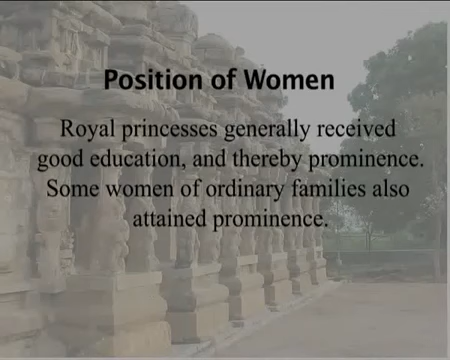 Position of Women
Royal princesses generally received
good education, and thereby prominence.
Some women of ordinary families also
attained prominence.